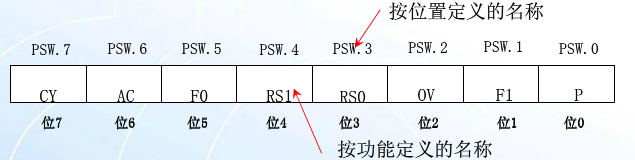 按位置定义的名称
PSW.7 PSW.6 PSW.5 PSW.4 PSW.3 PSW.2 PSW.1 PSW.0
CY AC F0 RS1 RS0 OV F1 P
位7 位6 位5 位4 位3 位2 位1 位0
按功能定义的名称